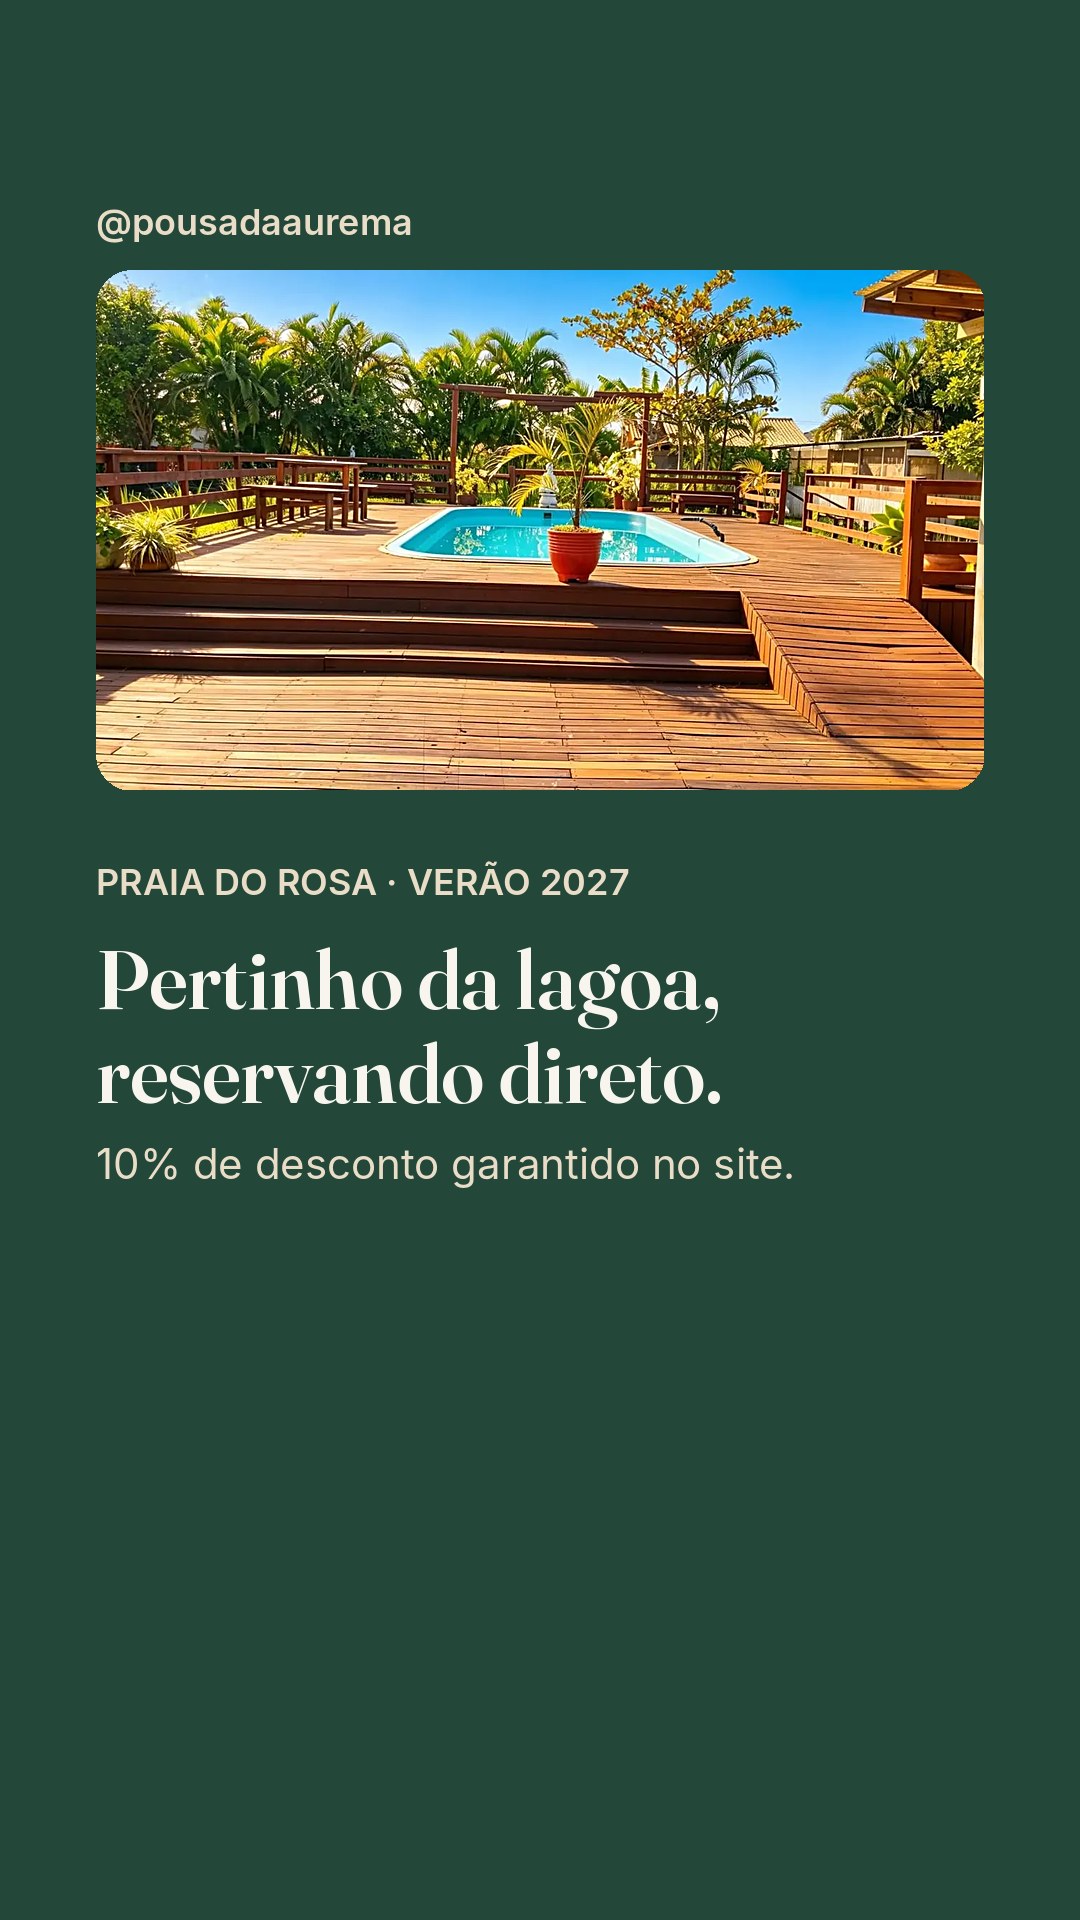 @pousadaaurema
PRAIA DO ROSA · VERÃO 2027
Pertinho da lagoa,
reservando direto.
10% de desconto garantido no site.